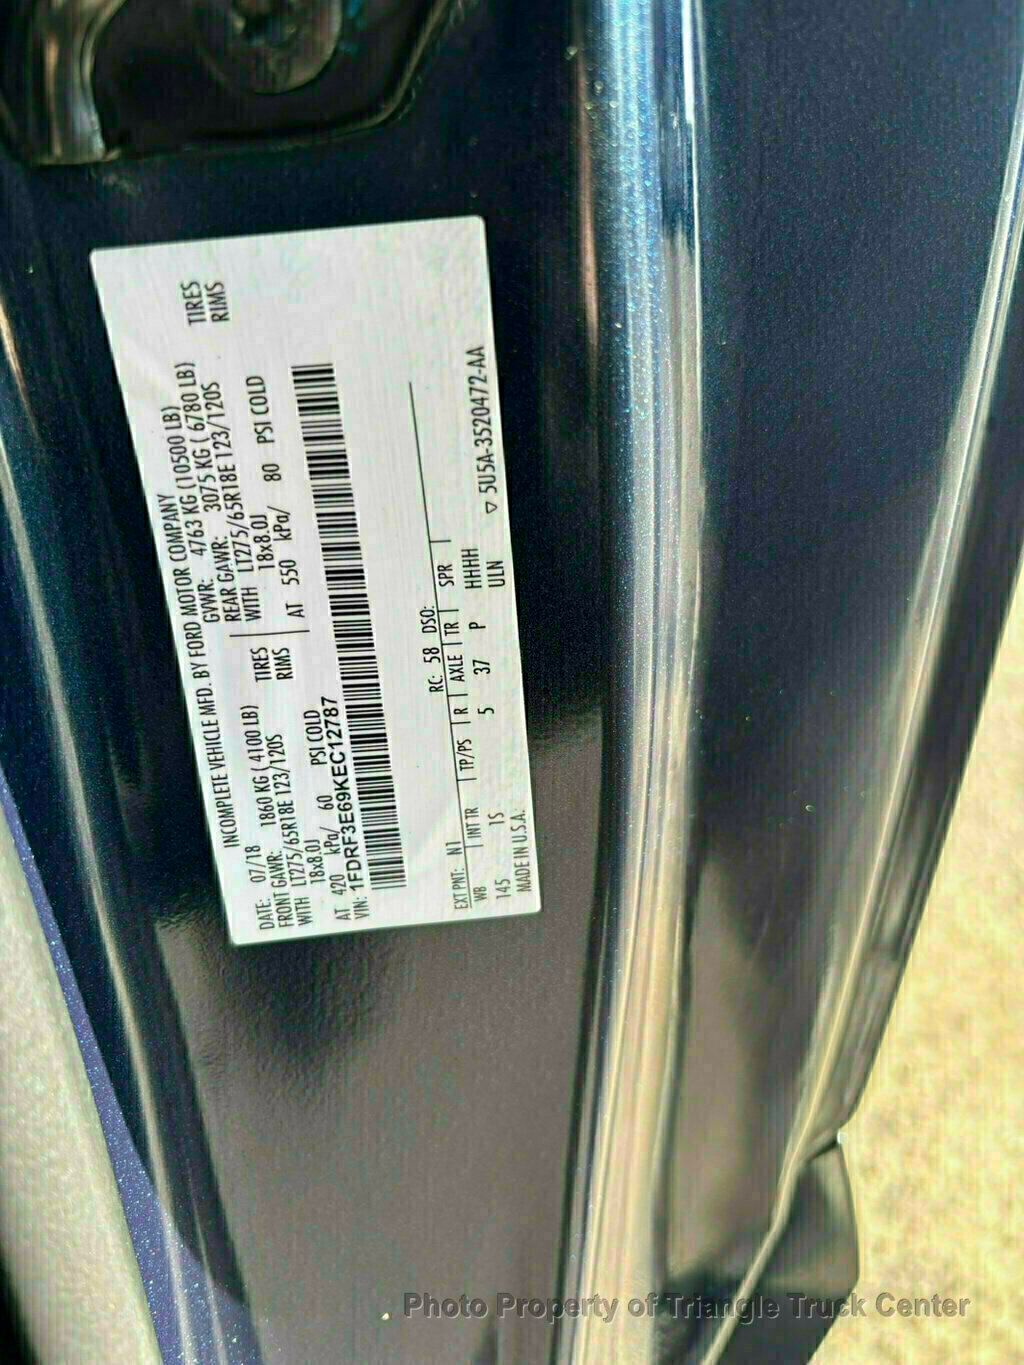 INCOMPLETE VEHICLE MFD. BY FORD MOTOR COMPANY
DATE: 07/18 GVWR: 4763 KG (10500 LB)
FRONT GAWR: 1860 KG (4100 LB) REAR GAWR: 3075 KG (6780 LB)
WITH LT275/65R18E 123/120S TIRES WITH LT275/65R18E 123/120S TIRES
18x8.0J RIMS 18x8.0J RIMS
AT 420 kPa/ 60 PSI COLD AT 550 kPa/ 80 PSI COLD
VIN: 1FDRF3E69KEC12787
EXT PNT: N1 RC: 58 DSO:
WB INT TR TP/PS R AXLE TR SPR
145 1S 5 37 P HHHH
MADE IN U.S.A. ULN ▽ 5U5A-3520472-AA
Photo Property of Triangle Truck Center